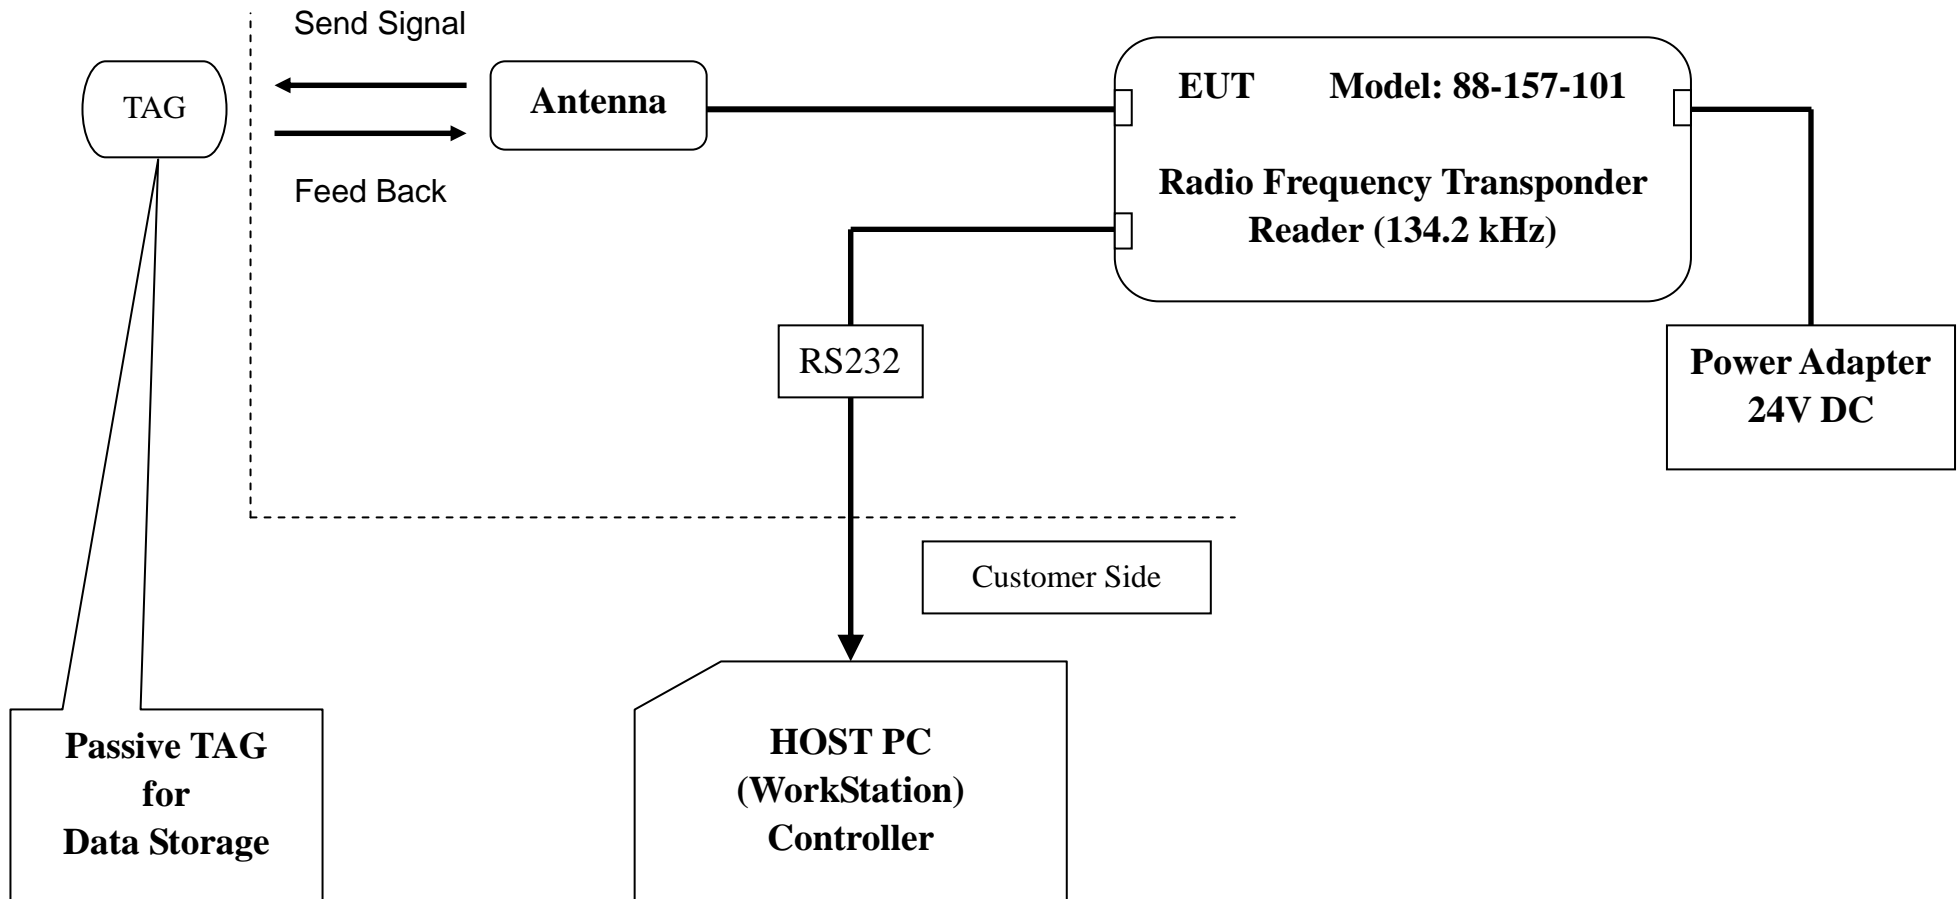 Send Signal
TAG
Antenna
Feed Back
EUT Model: 88-157-101
Radio Frequency Transponder
Reader (134.2 kHz)
RS232
Power Adapter
24V DC
Customer Side
Passive TAG
for
Data Storage
HOST PC
(WorkStation)
Controller